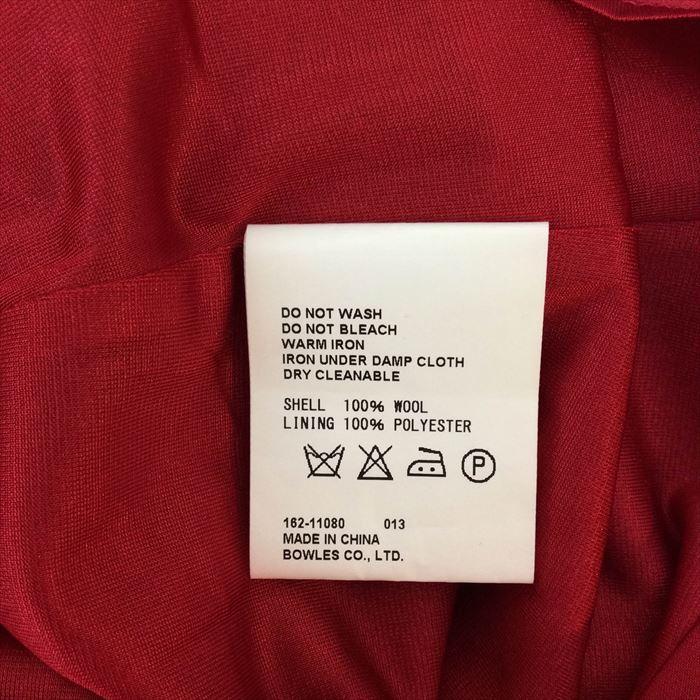 DO NOT WASH
DO NOT BLEACH
WARM IRON
IRON UNDER DAMP CLOTH
DRY CLEANABLE
SHELL 100% WOOL
LINING 100% POLYESTER
P
162-11080 013
MADE IN CHINA
BOWLES CO., LTD.